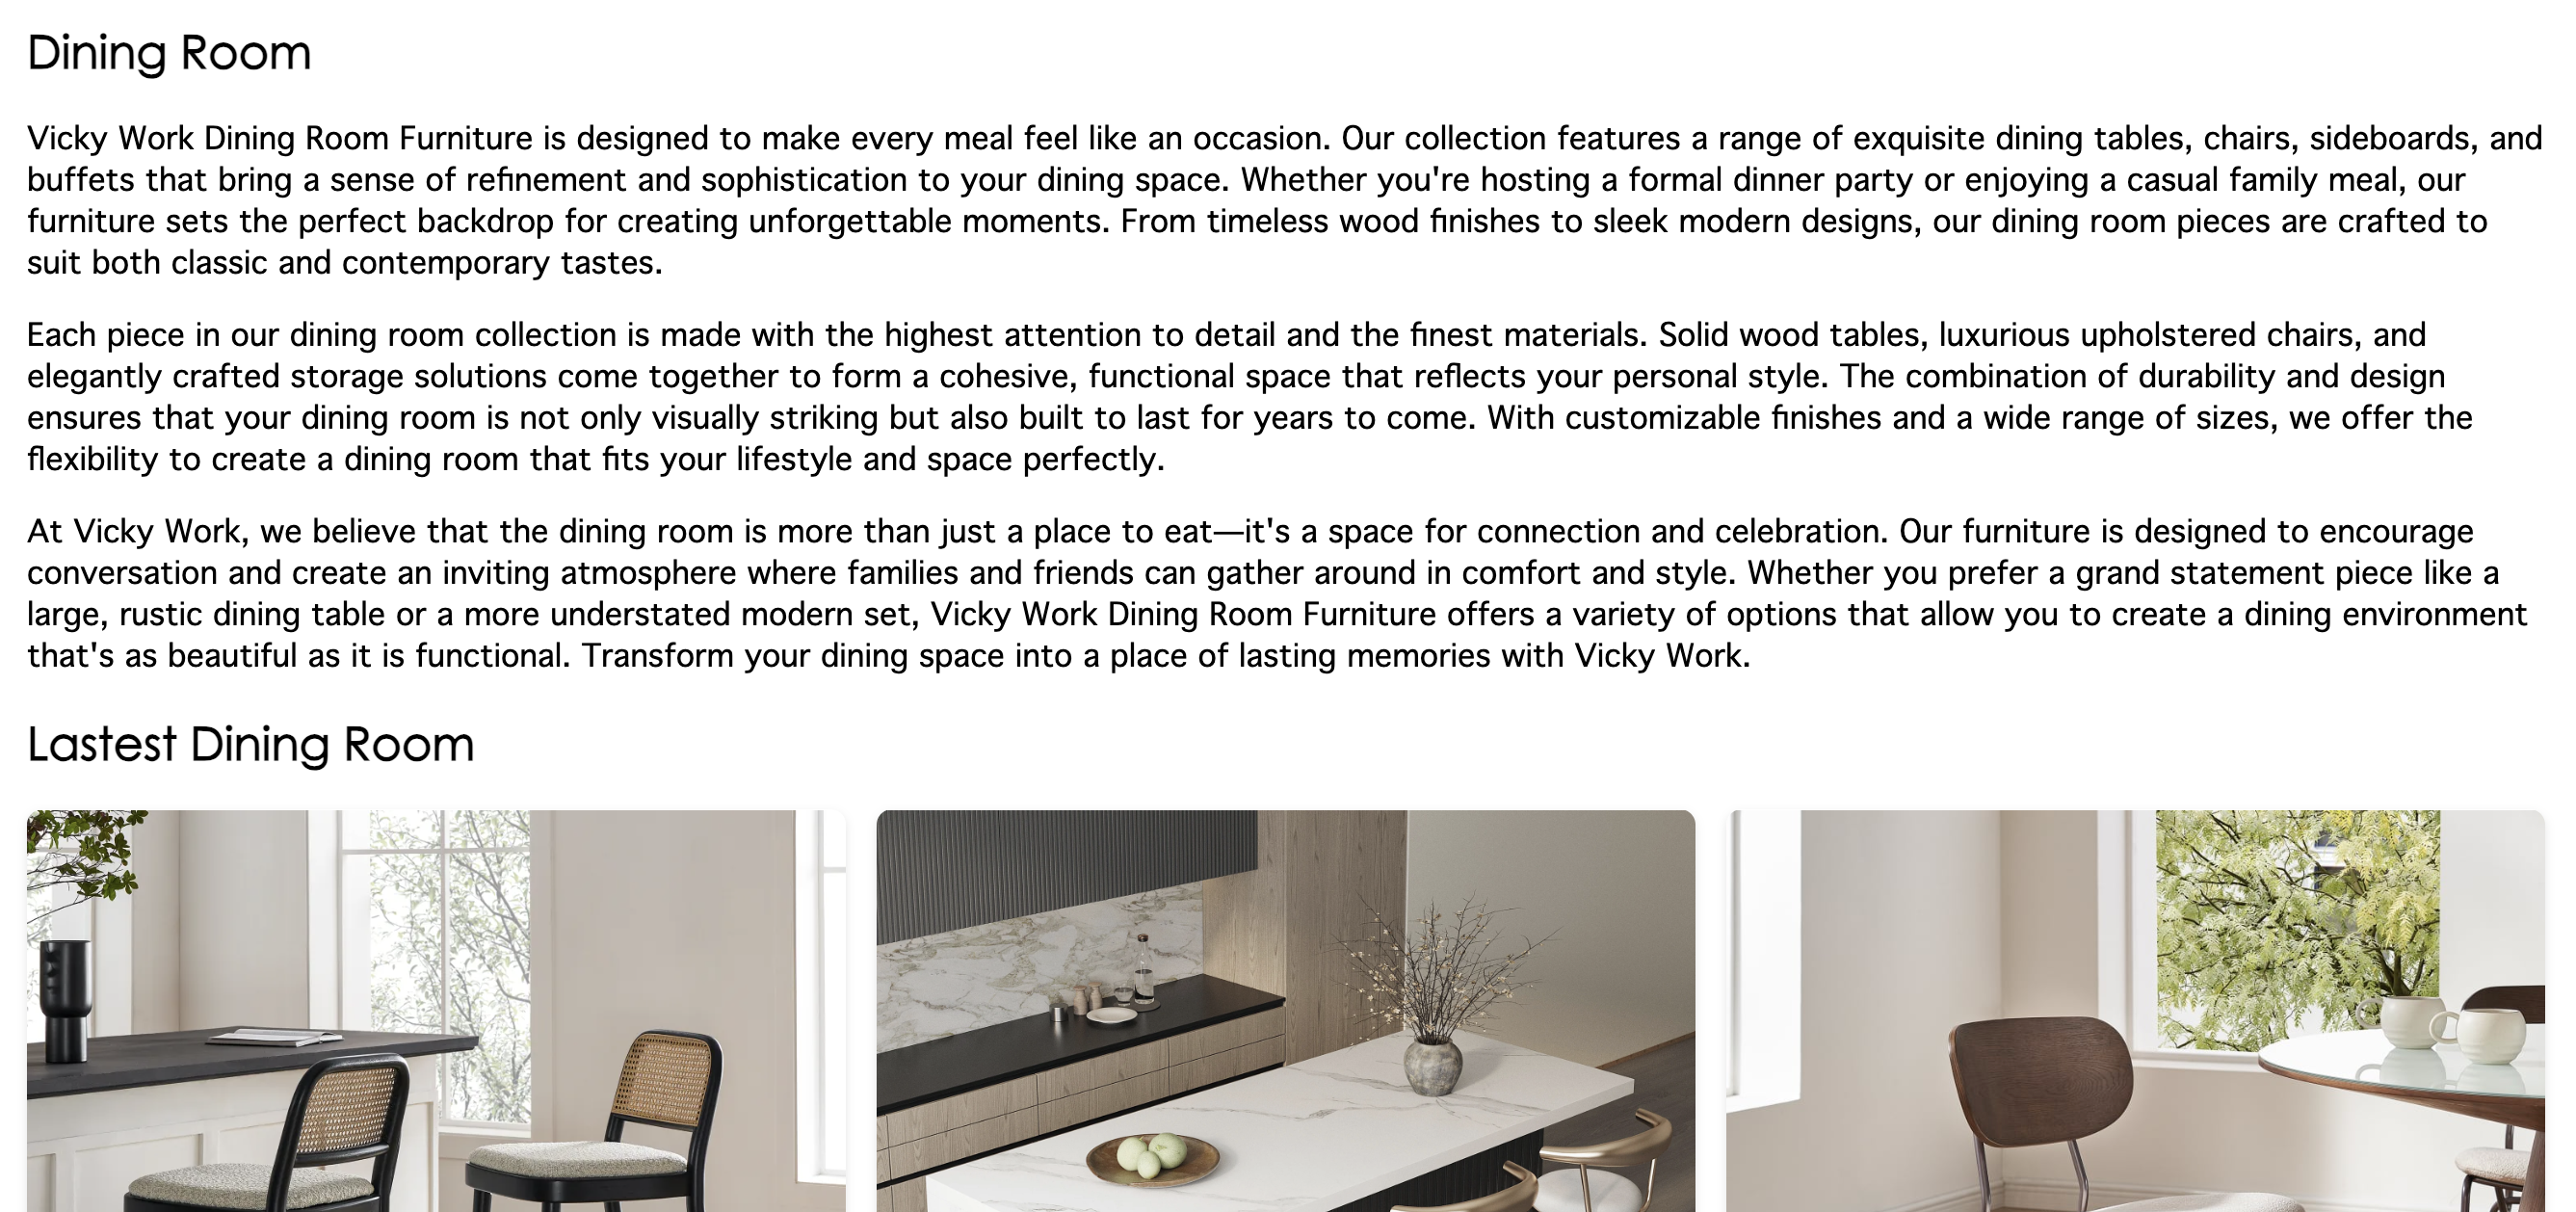 Dining Room
Vicky Work Dining Room Furniture is designed to make every meal feel like an occasion. Our collection features a range of exquisite dining tables, chairs, sideboards, and
buffets that bring a sense of refinement and sophistication to your dining space. Whether you're hosting a formal dinner party or enjoying a casual family meal, our
furniture sets the perfect backdrop for creating unforgettable moments. From timeless wood finishes to sleek modern designs, our dining room pieces are crafted to
suit both classic and contemporary tastes.
Each piece in our dining room collection is made with the highest attention to detail and the finest materials. Solid wood tables, luxurious upholstered chairs, and
elegantly crafted storage solutions come together to form a cohesive, functional space that reflects your personal style. The combination of durability and design
ensures that your dining room is not only visually striking but also built to last for years to come. With customizable finishes and a wide range of sizes, we offer the
flexibility to create a dining room that fits your lifestyle and space perfectly.
At Vicky Work, we believe that the dining room is more than just a place to eat—it's a space for connection and celebration. Our furniture is designed to encourage
conversation and create an inviting atmosphere where families and friends can gather around in comfort and style. Whether you prefer a grand statement piece like a
large, rustic dining table or a more understated modern set, Vicky Work Dining Room Furniture offers a variety of options that allow you to create a dining environment
that's as beautiful as it is functional. Transform your dining space into a place of lasting memories with Vicky Work.
Lastest Dining Room